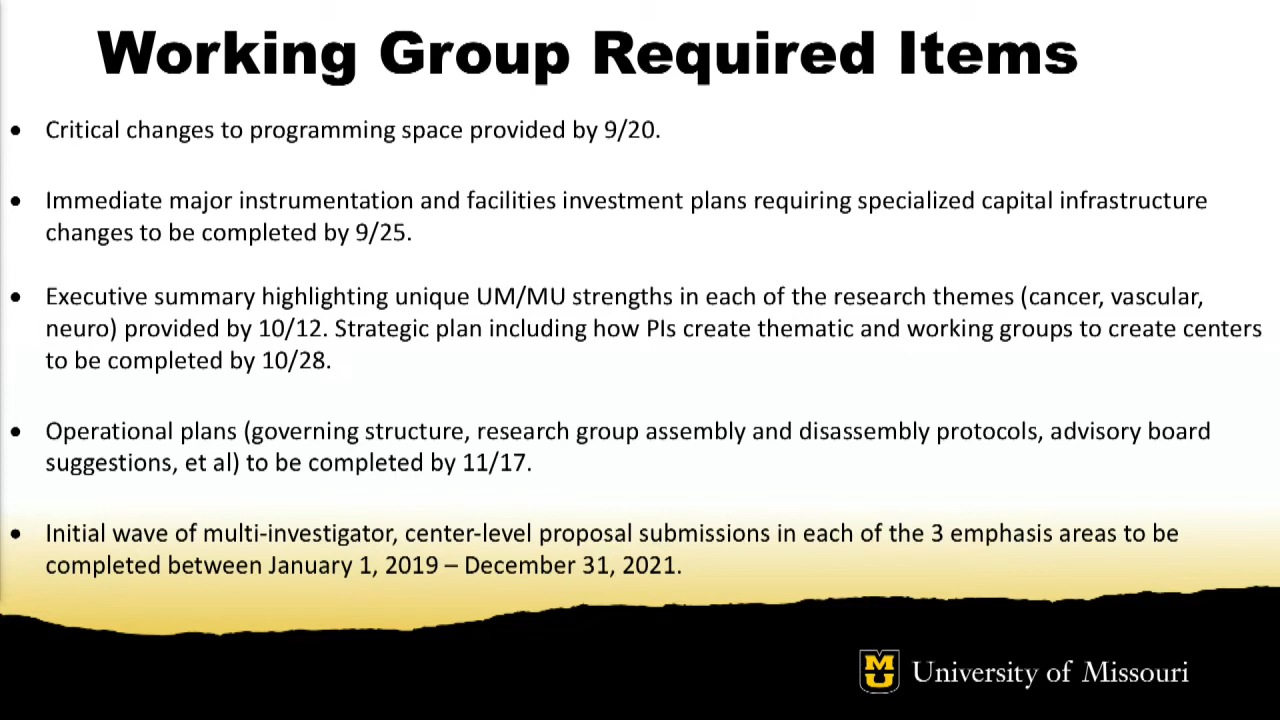 Working Group Required Items
• Critical changes to programming space provided by 9/20.
• Immediate major instrumentation and facilities investment plans requiring specialized capital infrastructure
changes to be completed by 9/25.
• Executive summary highlighting unique UM/MU strengths in each of the research themes (cancer, vascular,
neuro) provided by 10/12. Strategic plan including how PIs create thematic and working groups to create centers
to be completed by 10/28.
• Operational plans (governing structure, research group assembly and disassembly protocols, advisory board
suggestions, et al) to be completed by 11/17.
• Initial wave of multi-investigator, center-level proposal submissions in each of the 3 emphasis areas to be
completed between January 1, 2019 – December 31, 2021.
MU University of Missouri